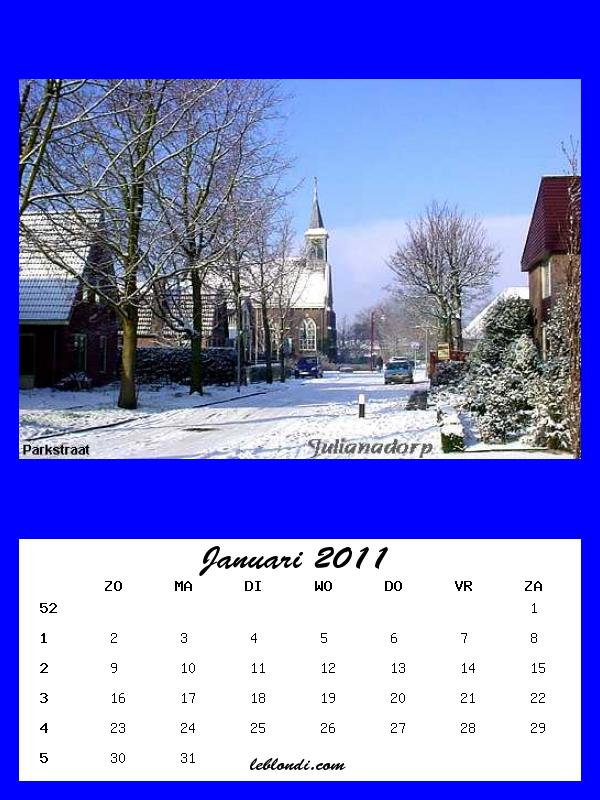 Parkstraat Julianadorp
Januari 2011
ZO MA DI WO DO VR ZA
52 1
1 2 3 4 5 6 7 8
2 9 10 11 12 13 14 15
3 16 17 18 19 20 21 22
4 23 24 25 26 27 28 29
5 30 31
leblondi.com